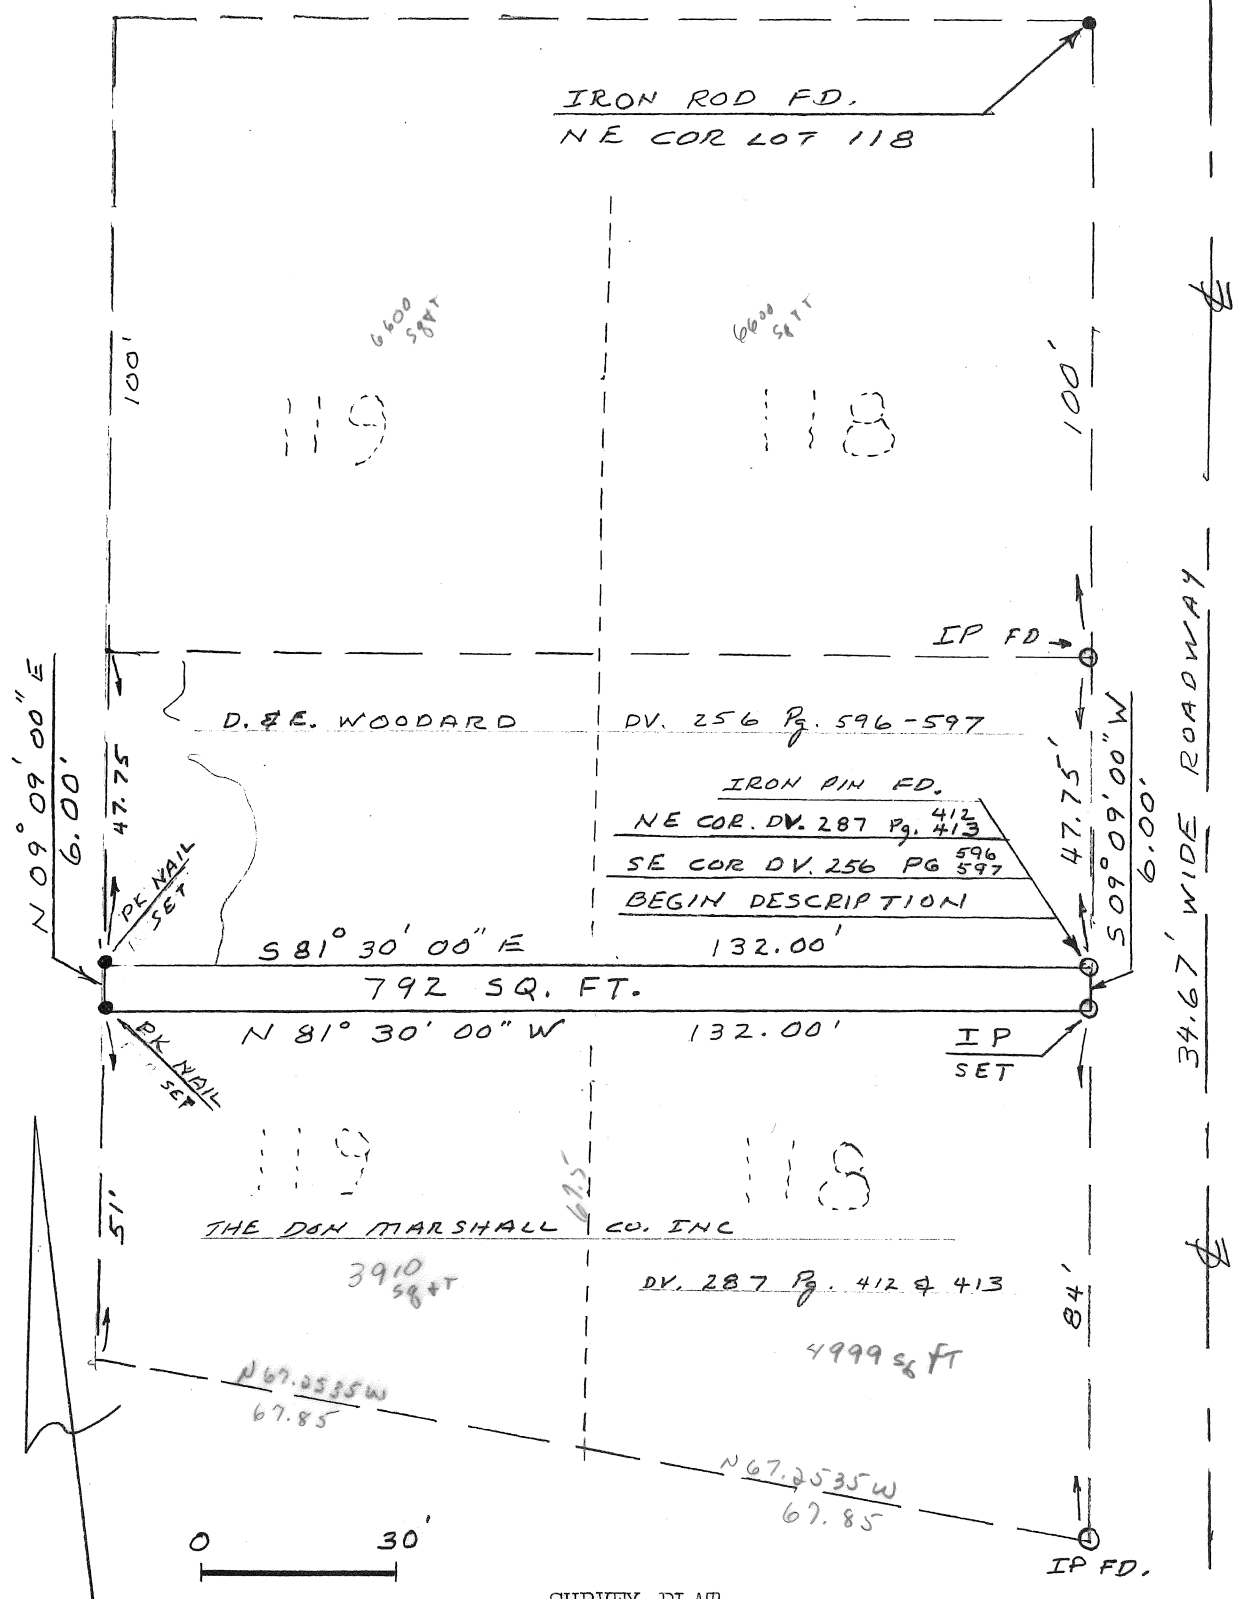 IRON ROD FD.
NE COR LOT 118
6600
sq ft
6600
sq ft
100'
119
118
100'
IP FD
N 09° 09' 00" E
6.00'
47.75
D. & E. WOODARD DV. 256 Pg. 596-597
IRON PIN FD.
NE COR. DV. 287 Pg. 412 413
SE COR DV. 256 PG 596 597
BEGIN DESCRIPTION
47.75'
S 09° 09' 00" W
6.00'
34.67' WIDE ROADWAY
PK NAIL
SET
S 81° 30' 00" E 132.00'
792 SQ. FT.
N 81° 30' 00" W 132.00'
IP
SET
PK NAIL
SET
119
118
67.5
51'
THE DON MARSHALL CO. INC
3910
sq ft
DV. 287 Pg. 412 & 413
84'
4999 sq ft
N 67.2535 W
67.85
N 67.2535 W
67.85
0 30'
IP FD.
SURVEY PLAT